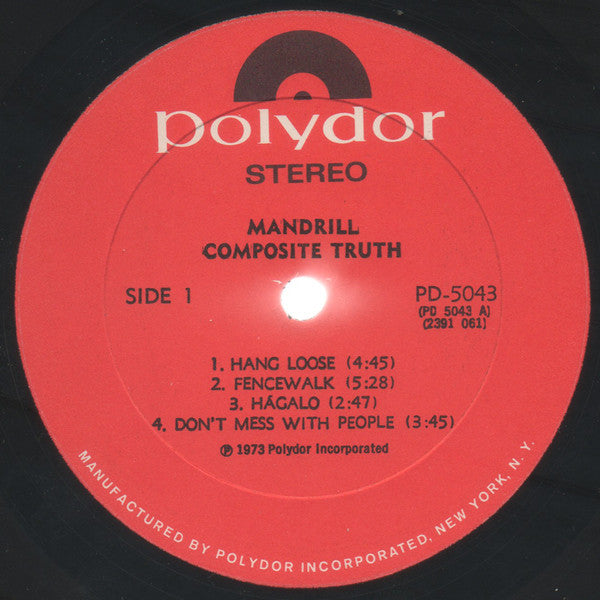 polydor
STEREO
MANDRILL
COMPOSITE TRUTH
SIDE 1
PD-5043
(PD 5043 A)
(2391 061)
1. HANG LOOSE (4:45)
2. FENCEWALK (5:28)
3. HÁGALO (2:47)
4. DON'T MESS WITH PEOPLE (3:45)
℗ 1973 Polydor Incorporated
MANUFACTURED BY POLYDOR INCORPORATED, NEW YORK, N.Y.